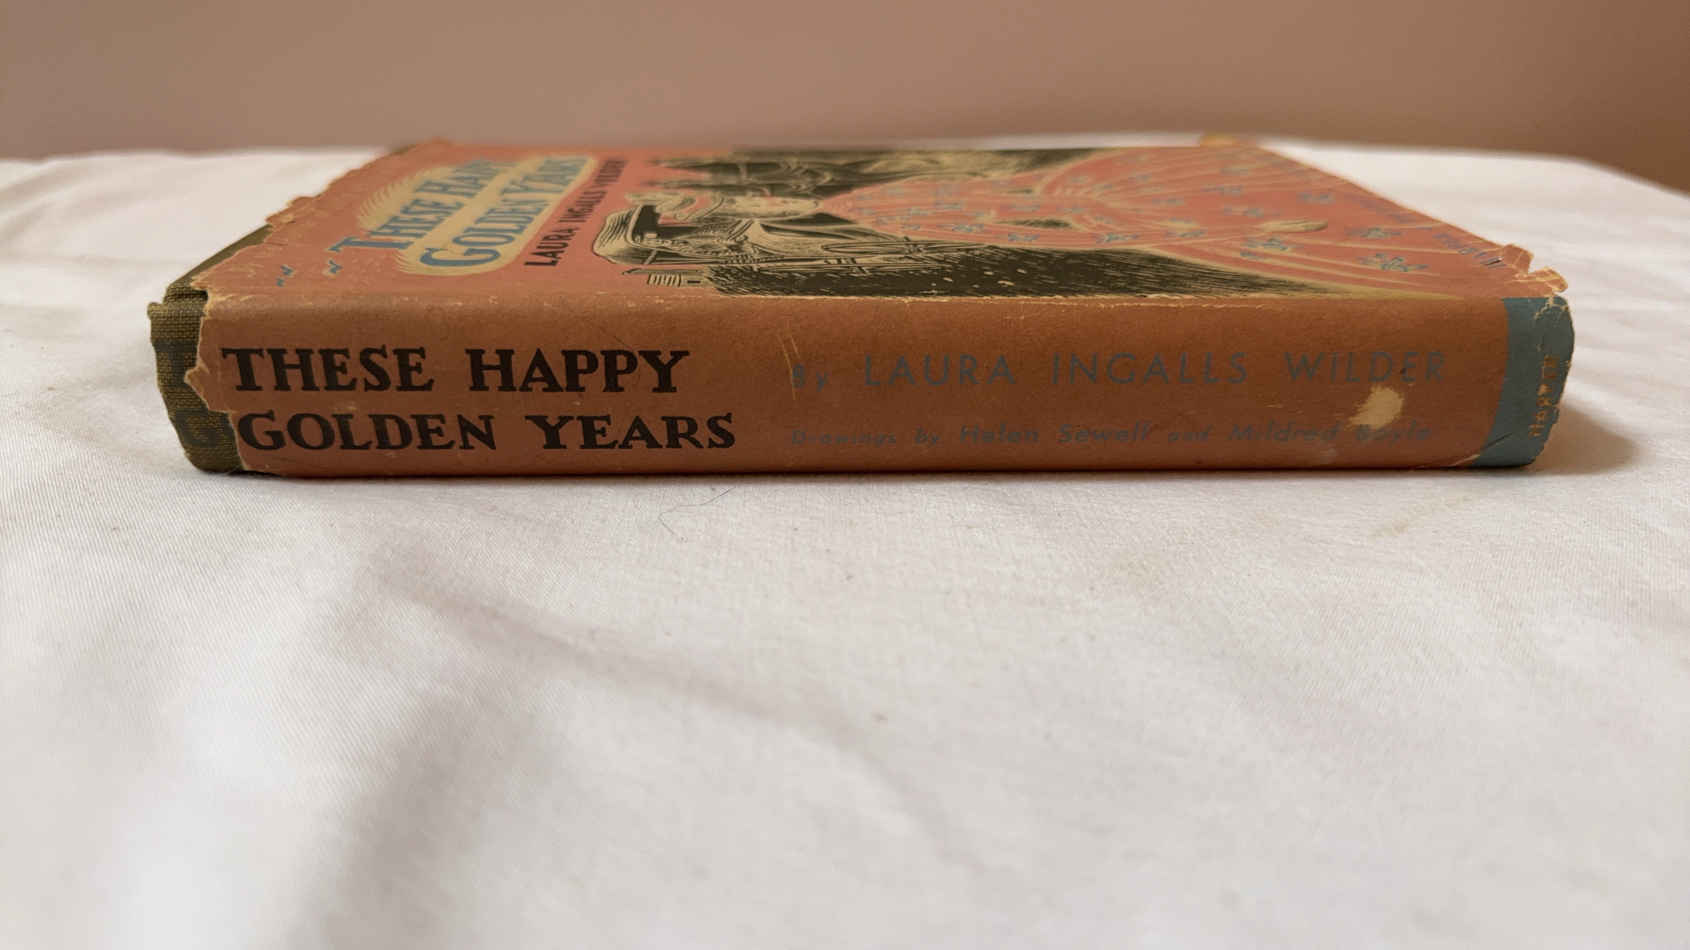 THESE HAPPY
GOLDEN YEARS
LAURA INGALLS WILDER
THESE HAPPY
GOLDEN YEARS
By LAURA INGALLS WILDER
Drawings by Helen Sewell and Mildred Boyle